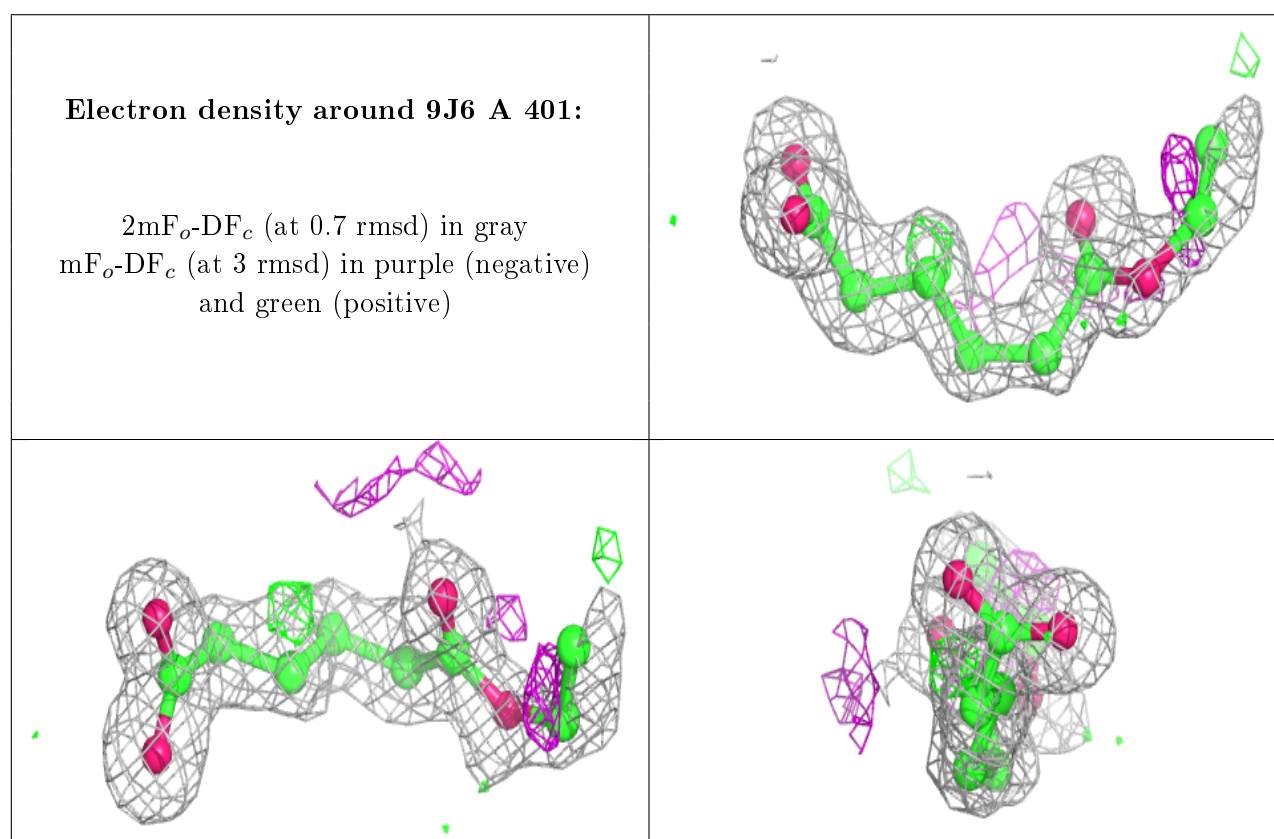 Electron density around 9J6 A 401:
2mFₒ-DF𝒸 (at 0.7 rmsd) in gray
mFₒ-DF𝒸 (at 3 rmsd) in purple (negative)
and green (positive)